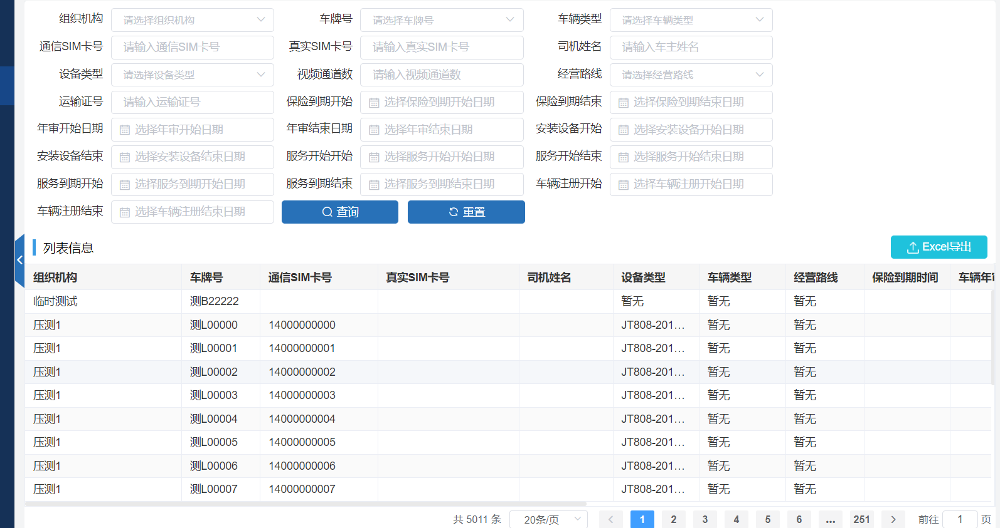 组织机构 请选择组织机构 车牌号 请选择车牌号 车辆类型 请选择车辆类型
通信SIM卡号 请输入通信SIM卡号 真实SIM卡号 请输入真实SIM卡号 司机姓名 请输入车主姓名
设备类型 请选择设备类型 视频通道数 请输入视频通道数 经营路线 请选择经营路线
运输证号 请输入运输证号 保险到期开始 选择保险到期开始日期 保险到期结束 选择保险到期结束日期
年审开始日期 选择年审开始日期 年审结束日期 选择年审结束日期 安装设备开始 选择安装设备开始日期
安装设备结束 选择安装设备结束日期 服务开始开始 选择服务开始开始日期 服务开始结束 选择服务开始结束日期
服务到期开始 选择服务到期开始日期 服务到期结束 选择服务到期结束日期 车辆注册开始 选择车辆注册开始日期
车辆注册结束 选择车辆注册结束日期 查询 重置
列表信息 Excel导出
组织机构 车牌号 通信SIM卡号 真实SIM卡号 司机姓名 设备类型 车辆类型 经营路线 保险到期时间 车辆年
临时测试 测B22222 暂无 暂无 暂无
压测1 测L00000 14000000000 JT808-201... 暂无 暂无
压测1 测L00001 14000000001 JT808-201... 暂无 暂无
压测1 测L00002 14000000002 JT808-201... 暂无 暂无
压测1 测L00003 14000000003 JT808-201... 暂无 暂无
压测1 测L00004 14000000004 JT808-201... 暂无 暂无
压测1 测L00005 14000000005 JT808-201... 暂无 暂无
压测1 测L00006 14000000006 JT808-201... 暂无 暂无
压测1 测L00007 14000000007 JT808-201... 暂无 暂无
共 5011 条 20条/页 1 2 3 4 5 6 ... 251 前往 1 页